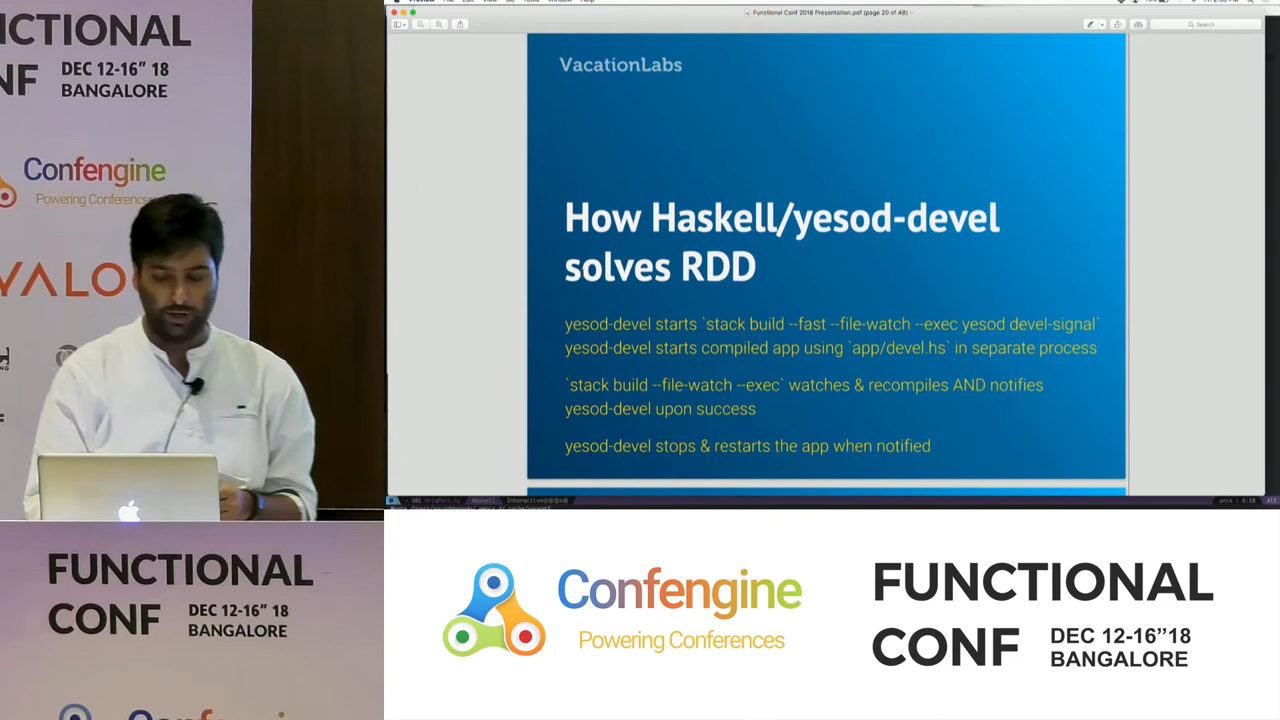 NCTIONAL
NF DEC 12-16" 18
BANGALORE
Confengine
Powering Conferences
VALO
Functional Conf 2018 Presentation.pdf (page 20 of 48)
Search
VacationLabs
How Haskell/yesod-devel
solves RDD
yesod-devel starts `stack build --fast --file-watch --exec yesod devel-signal`
yesod-devel starts compiled app using `app/devel.hs` in separate process
`stack build --file-watch --exec` watches & recompiles AND notifies
yesod-devel upon success
yesod-devel stops & restarts the app when notified
FUNCTIONAL
CONF DEC 12-16" 18
BANGALORE
Confengine
Powering Conferences
FUNCTIONAL
CONF DEC 12-16"18
BANGALORE